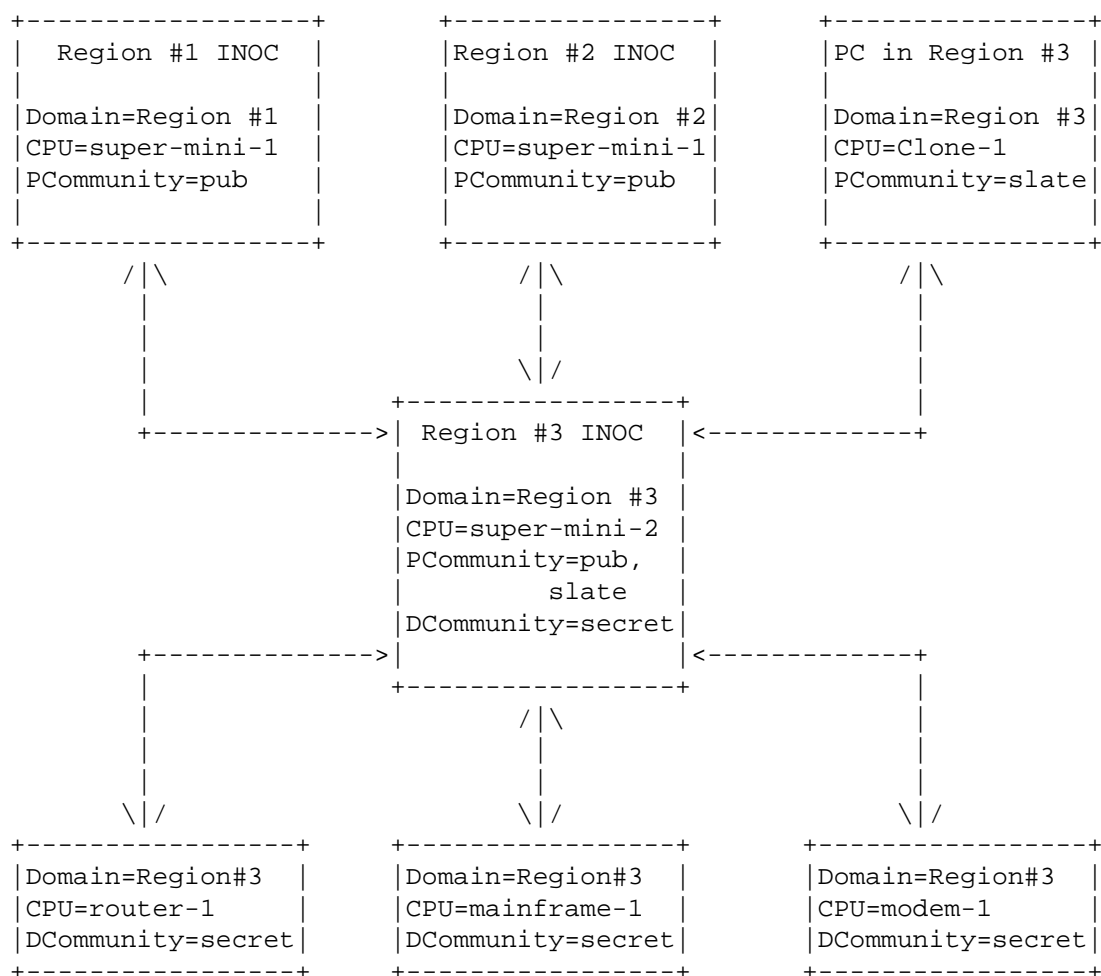 Region #1 INOC
Domain=Region #1
CPU=super-mini-1
PCommunity=pub
Region #2 INOC
Domain=Region #2
CPU=super-mini-1
PCommunity=pub
PC in Region #3
Domain=Region #3
CPU=Clone-1
PCommunity=slate
Region #3 INOC
Domain=Region #3
CPU=super-mini-2
PCommunity=pub,
slate
DCommunity=secret
Domain=Region#3
CPU=router-1
DCommunity=secret
Domain=Region#3
CPU=mainframe-1
DCommunity=secret
Domain=Region#3
CPU=modem-1
DCommunity=secret